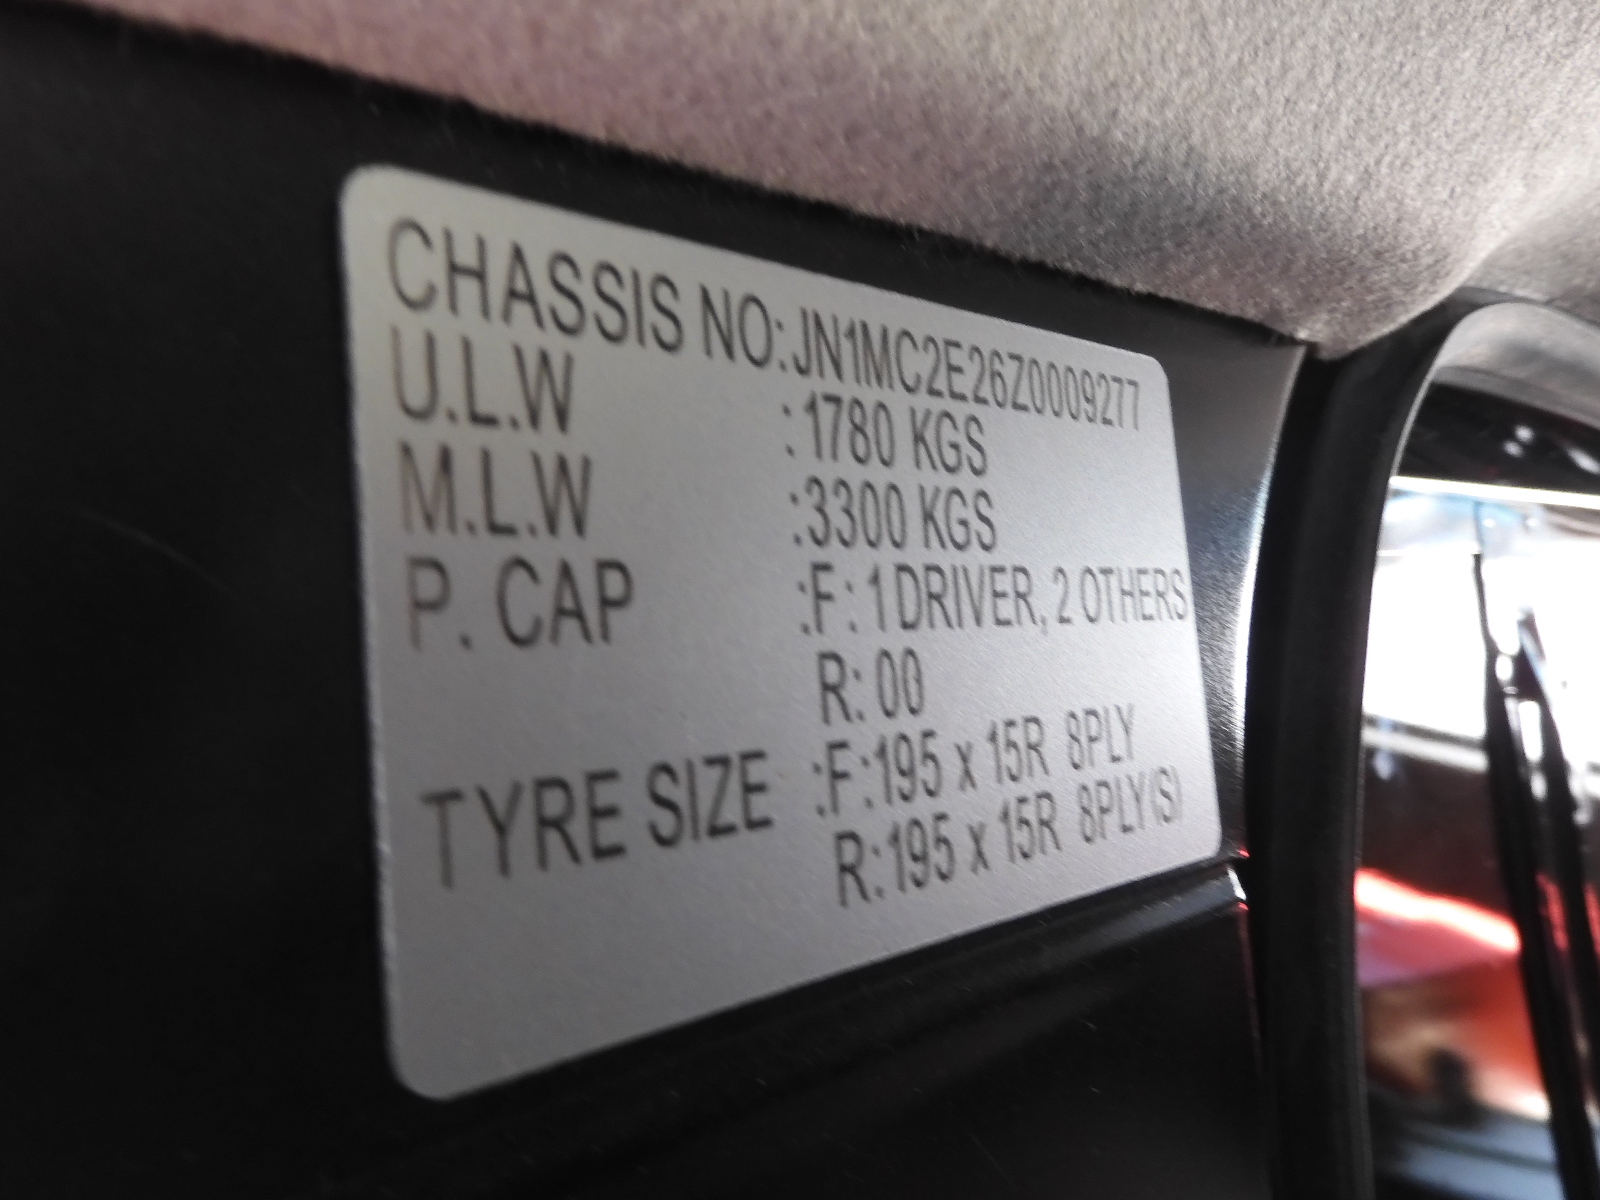 CHASSIS NO: JN1MC2E26Z0009277
U.L.W : 1780 KGS
M.L.W : 3300 KGS
P. CAP : F : 1 DRIVER, 2 OTHERS
R: 00
TYRE SIZE : F : 195 x 15R 8PLY
R: 195 x 15R 8PLY(S)